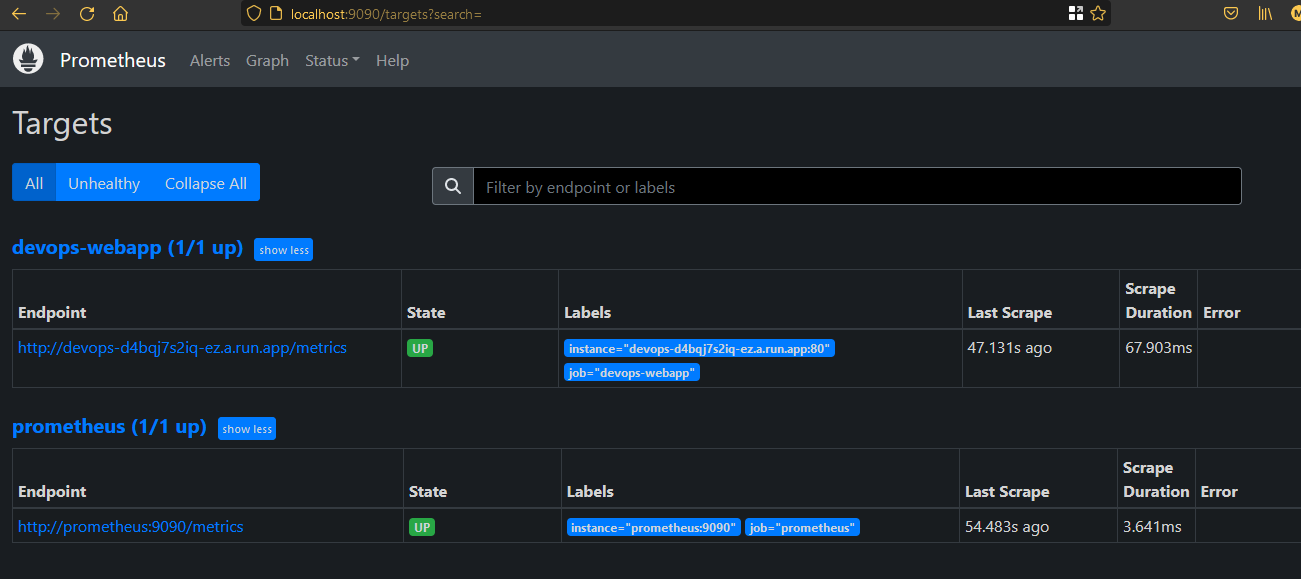 localhost:9090/targets?search=
Prometheus Alerts Graph Status Help
Targets
All Unhealthy Collapse All
Filter by endpoint or labels
devops-webapp (1/1 up) show less
Endpoint State Labels Last Scrape Scrape Duration Error
http://devops-d4bqj7s2iq-ez.a.run.app/metrics UP instance="devops-d4bqj7s2iq-ez.a.run.app:80" 47.131s ago 67.903ms
job="devops-webapp"
prometheus (1/1 up) show less
Endpoint State Labels Last Scrape Scrape Duration Error
http://prometheus:9090/metrics UP instance="prometheus:9090" job="prometheus" 54.483s ago 3.641ms